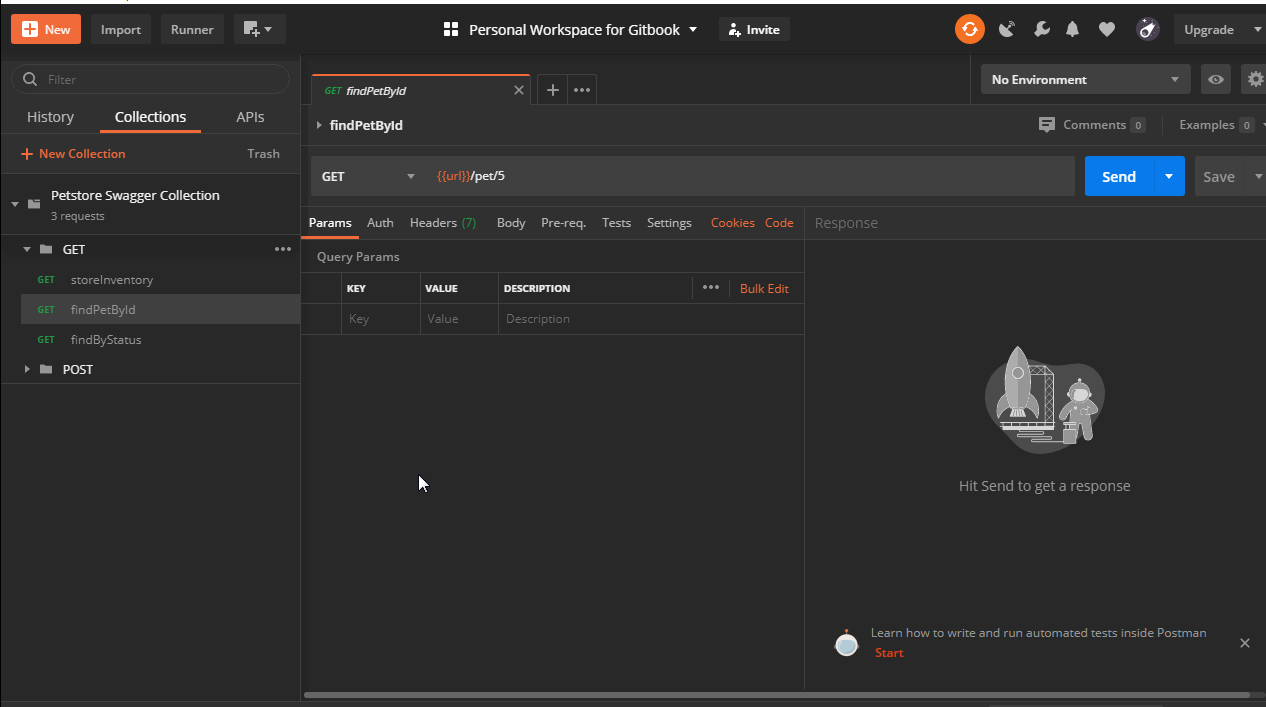 New
Import
Runner
Personal Workspace for Gitbook
Invite
Upgrade
Filter
History
Collections
APIs
New Collection
Trash
Petstore Swagger Collection
3 requests
GET
GET storeInventory
GET findPetById
GET findByStatus
POST
GET findPetById
No Environment
findPetById
Comments 0
Examples 0
GET
{{url}}/pet/5
Send
Save
Params
Auth
Headers (7)
Body
Pre-req.
Tests
Settings
Cookies
Code
Response
Query Params
KEY
VALUE
DESCRIPTION
Bulk Edit
Key
Value
Description
Hit Send to get a response
Learn how to write and run automated tests inside Postman
Start